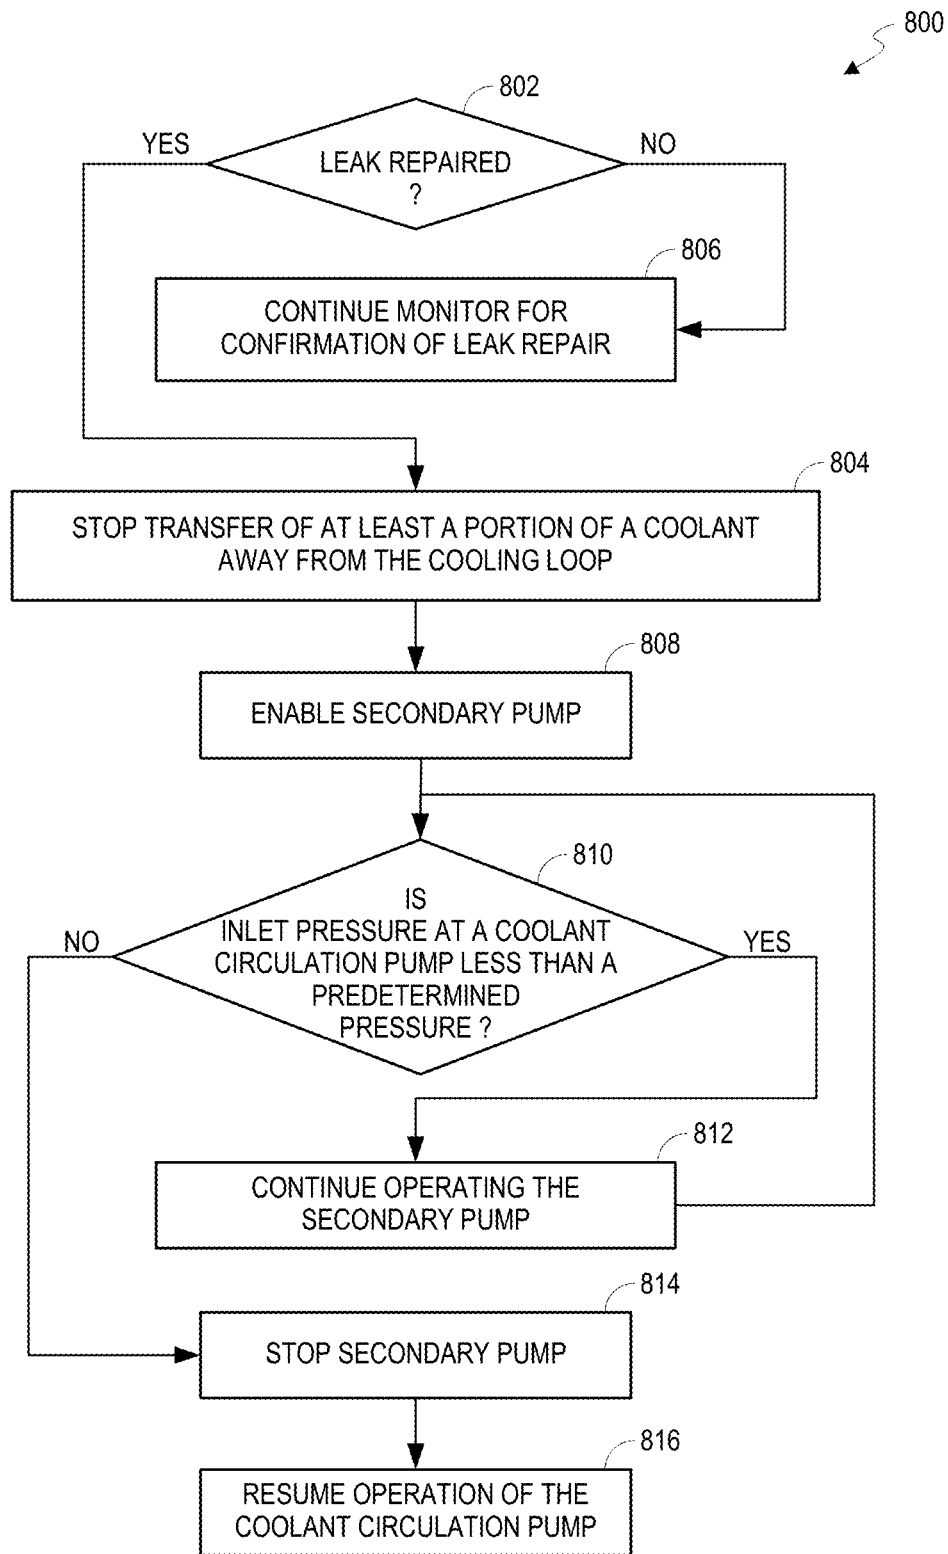 800
802
YES
NO
LEAK REPAIRED
?
806
CONTINUE MONITOR FOR
CONFIRMATION OF LEAK REPAIR
804
STOP TRANSFER OF AT LEAST A PORTION OF A COOLANT
AWAY FROM THE COOLING LOOP
808
ENABLE SECONDARY PUMP
810
IS
INLET PRESSURE AT A COOLANT
CIRCULATION PUMP LESS THAN A
PREDETERMINED
PRESSURE ?
NO
YES
812
CONTINUE OPERATING THE
SECONDARY PUMP
814
STOP SECONDARY PUMP
816
RESUME OPERATION OF THE
COOLANT CIRCULATION PUMP